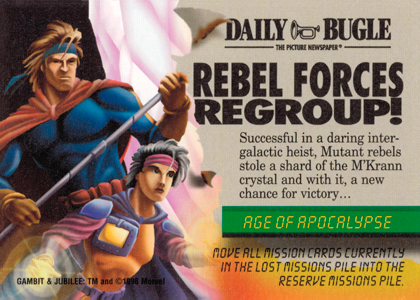 DAILY BUGLE
THE PICTURE NEWSPAPER®
REBEL FORCES
REGROUP!
Successful in a daring inter-
galactic heist, Mutant rebels
stole a shard of the M'Krann
crystal and with it, a new
chance for victory...
AGE OF APOCALYPSE
MOVE ALL MISSION CARDS CURRENTLY
IN THE LOST MISSIONS PILE INTO THE
RESERVE MISSIONS PILE.
GAMBIT & JUBILEE: TM and ©1996 Marvel